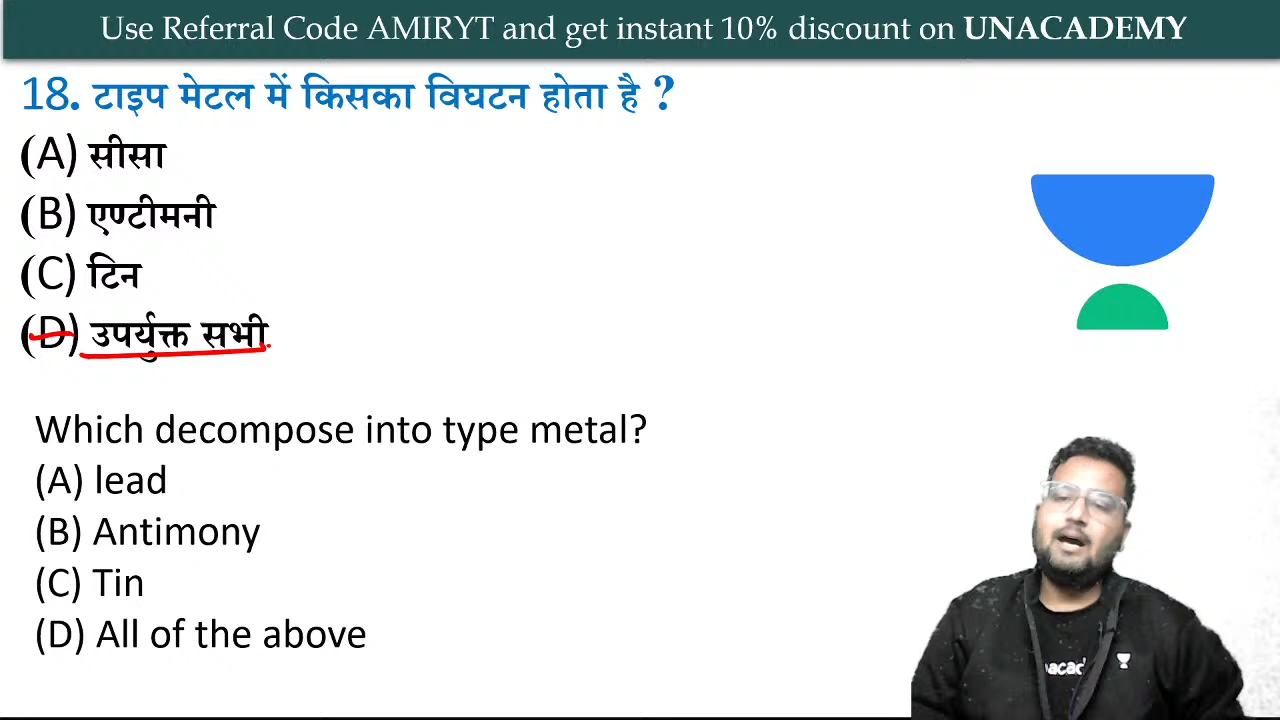 Use Referral Code AMIRYT and get instant 10% discount on UNACADEMY
18. टाइप मेटल में किसका विघटन होता है ?
(A) सीसा
(B) एण्टीमनी
(C) टिन
(D) उपर्युक्त सभी
Which decompose into type metal?
(A) lead
(B) Antimony
(C) Tin
(D) All of the above